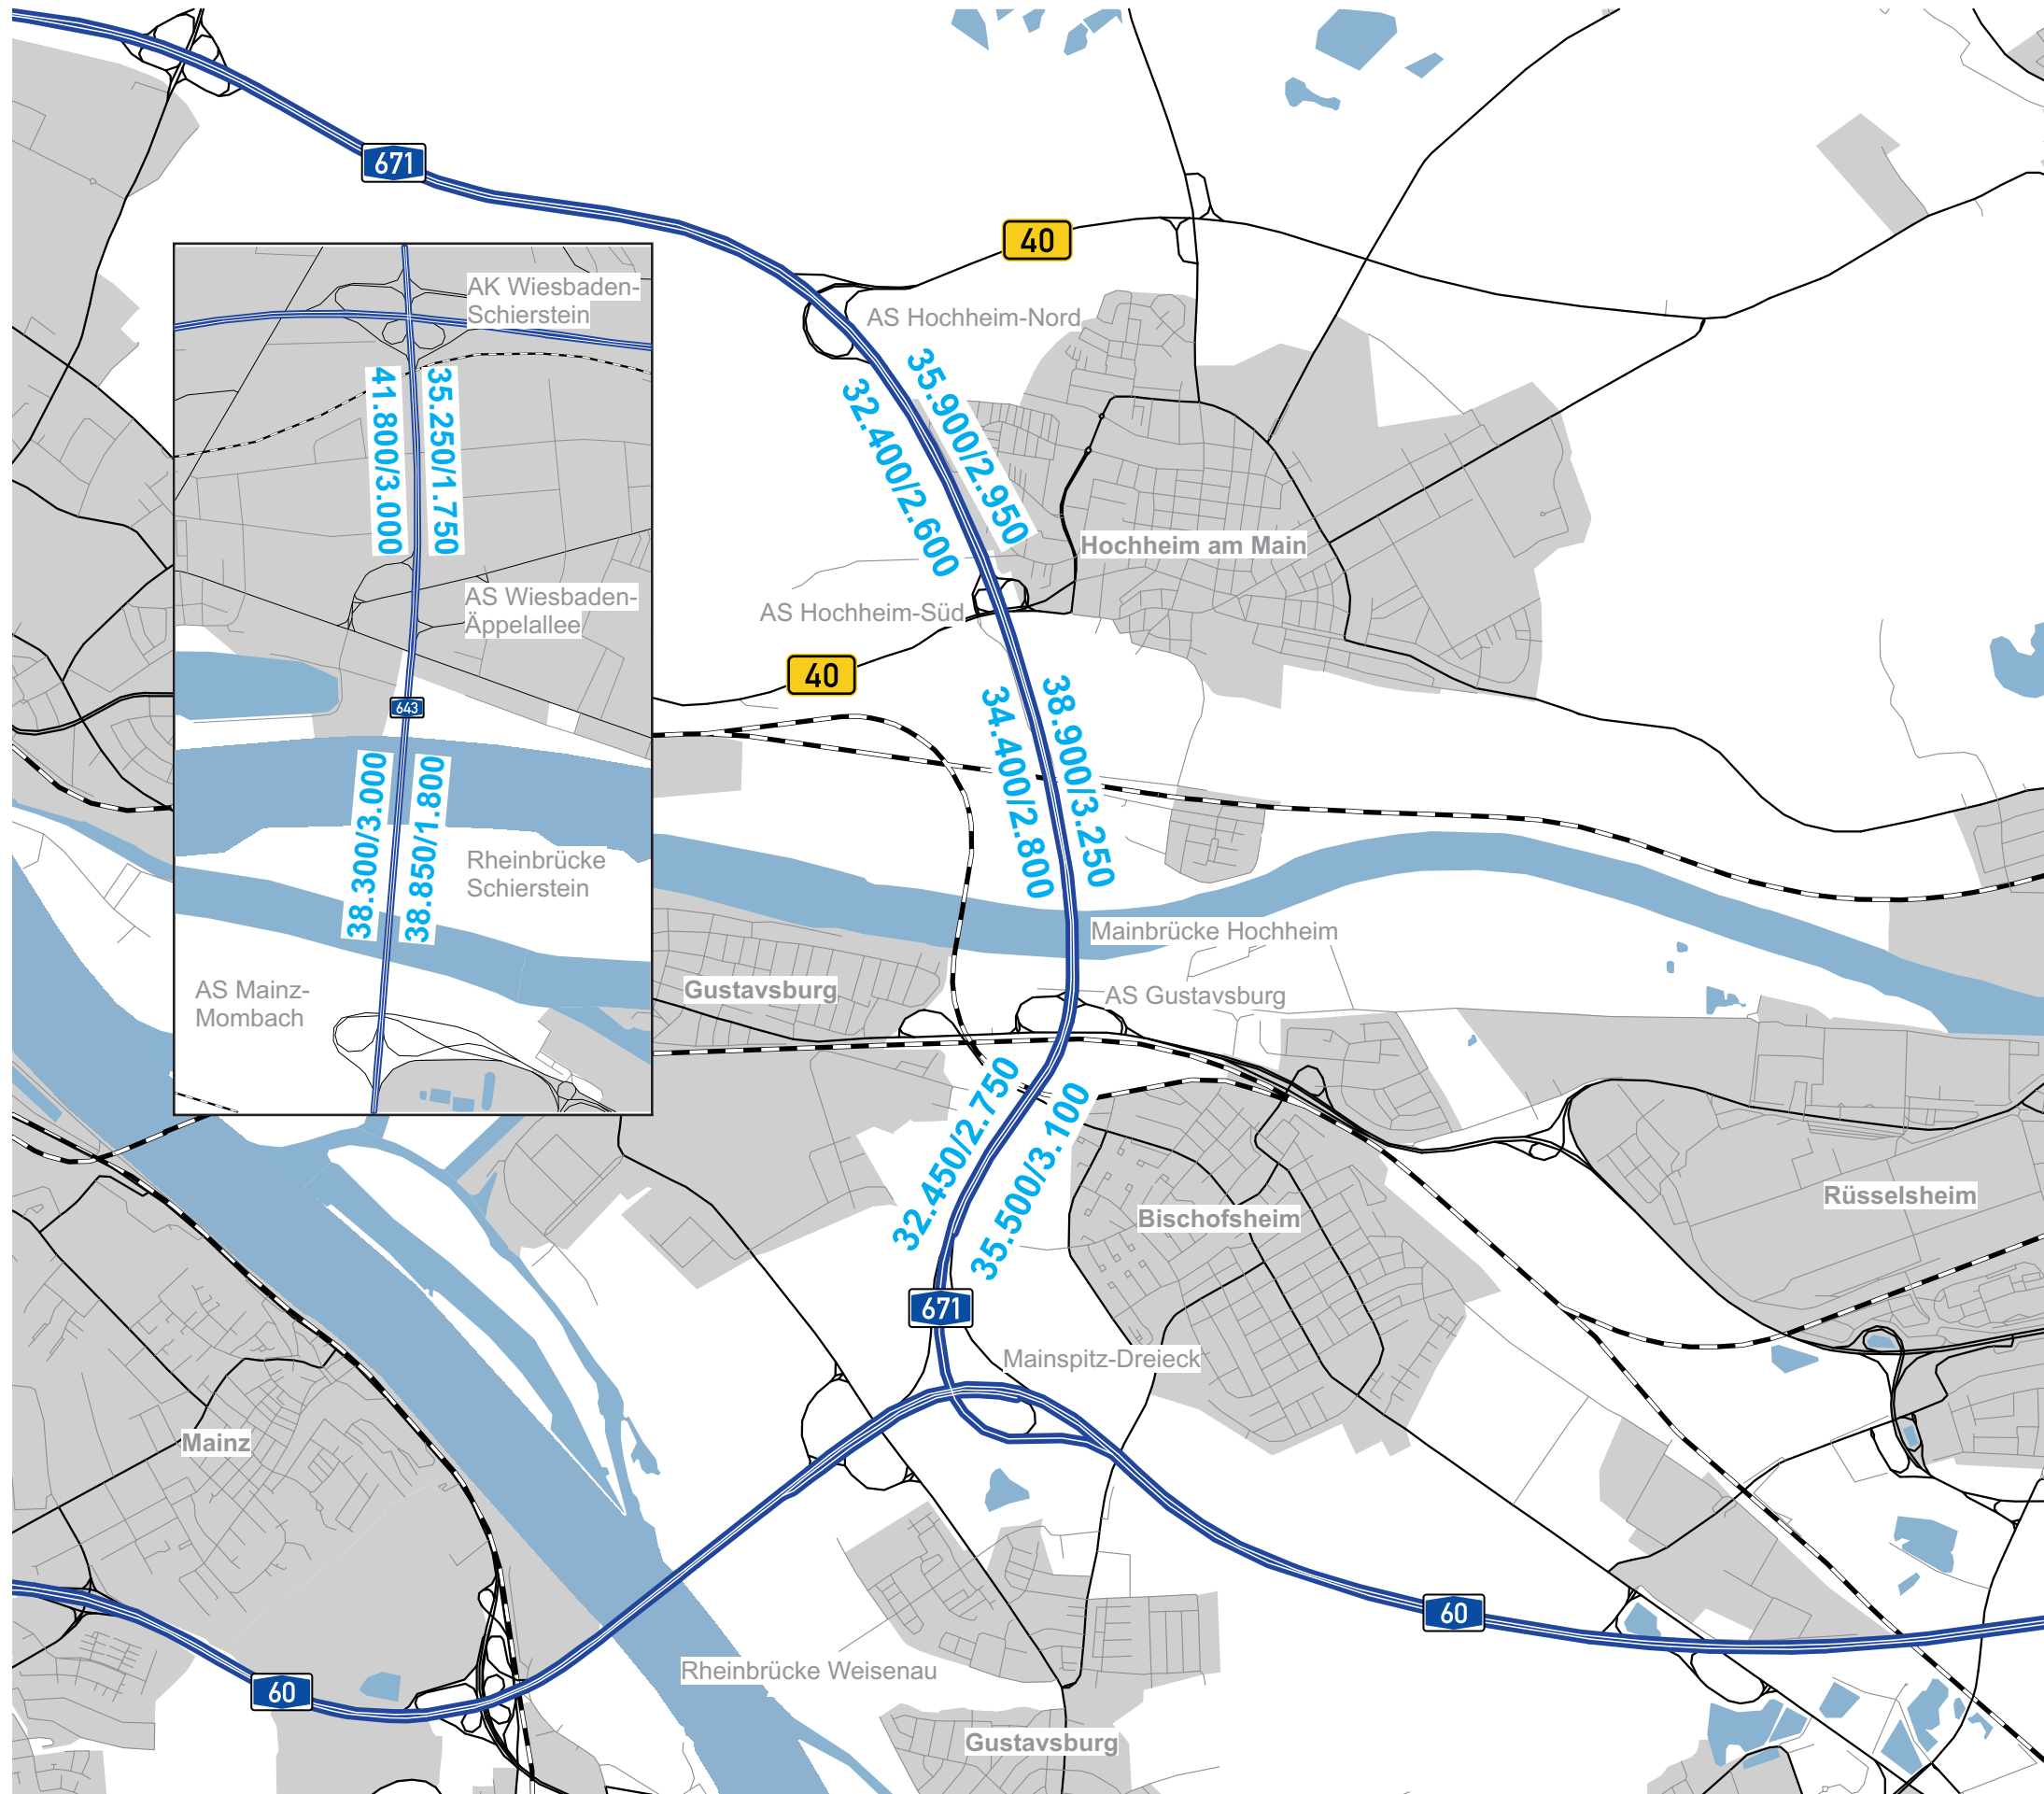 671
40
AK Wiesbaden-
Schierstein
AS Hochheim-Nord
41.800/3.000
35.250/1.750
32.400/2.600
35.900/2.950
Hochheim am Main
AS Wiesbaden-
Äppelallee
AS Hochheim-Süd
40
643
34.400/2.800
38.900/3.250
38.300/3.000
38.850/1.800
Rheinbrücke
Schierstein
Mainbrücke Hochheim
AS Mainz-
Mombach
Gustavsburg
AS Gustavsburg
32.450/2.750
35.500/3.100
Rüsselsheim
Bischofsheim
671
Mainspitz-Dreieck
Mainz
60
Rheinbrücke Weisenau
60
Gustavsburg